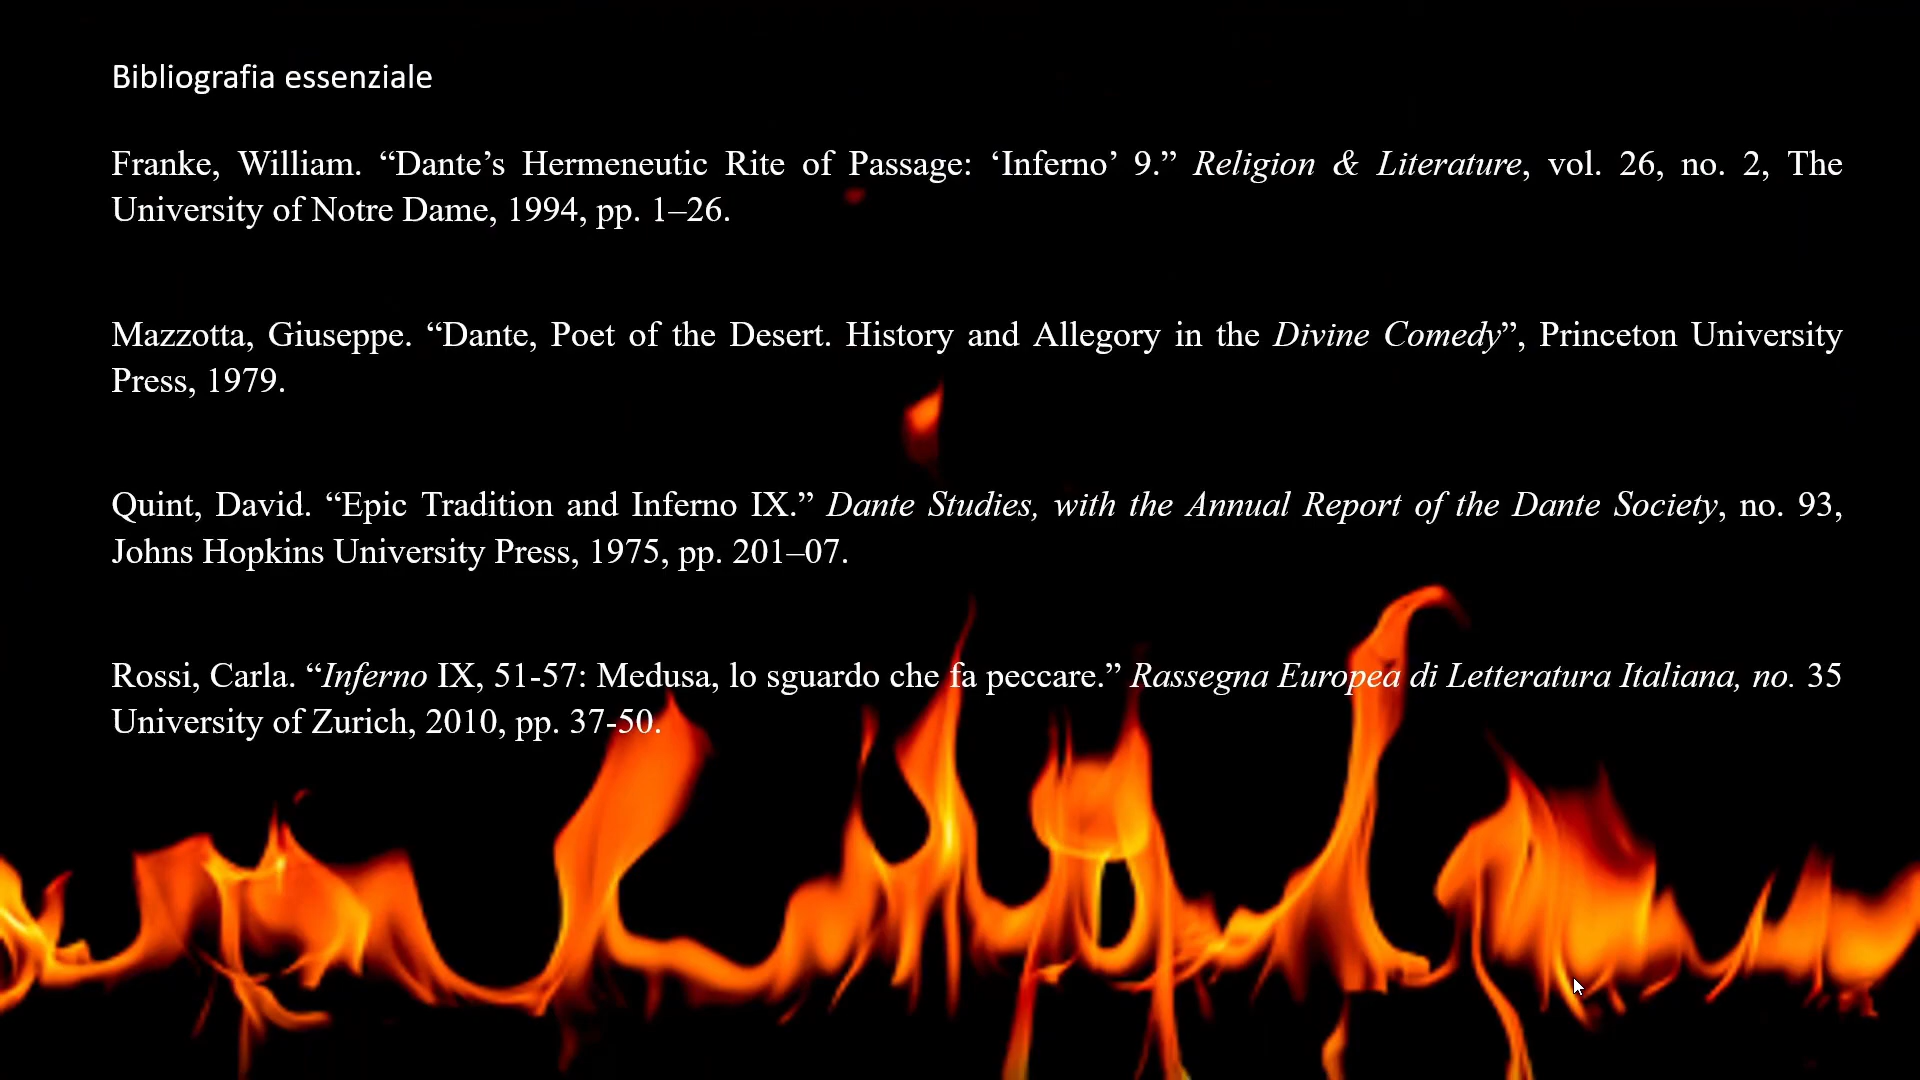 Bibliografia essenziale
Franke, William. “Dante’s Hermeneutic Rite of Passage: ‘Inferno’ 9.” Religion & Literature, vol. 26, no. 2, The
University of Notre Dame, 1994, pp. 1–26.
Mazzotta, Giuseppe. “Dante, Poet of the Desert. History and Allegory in the Divine Comedy”, Princeton University
Press, 1979.
Quint, David. “Epic Tradition and Inferno IX.” Dante Studies, with the Annual Report of the Dante Society, no. 93,
Johns Hopkins University Press, 1975, pp. 201–07.
Rossi, Carla. “Inferno IX, 51-57: Medusa, lo sguardo che fa peccare.” Rassegna Europea di Letteratura Italiana, no. 35
University of Zurich, 2010, pp. 37-50.